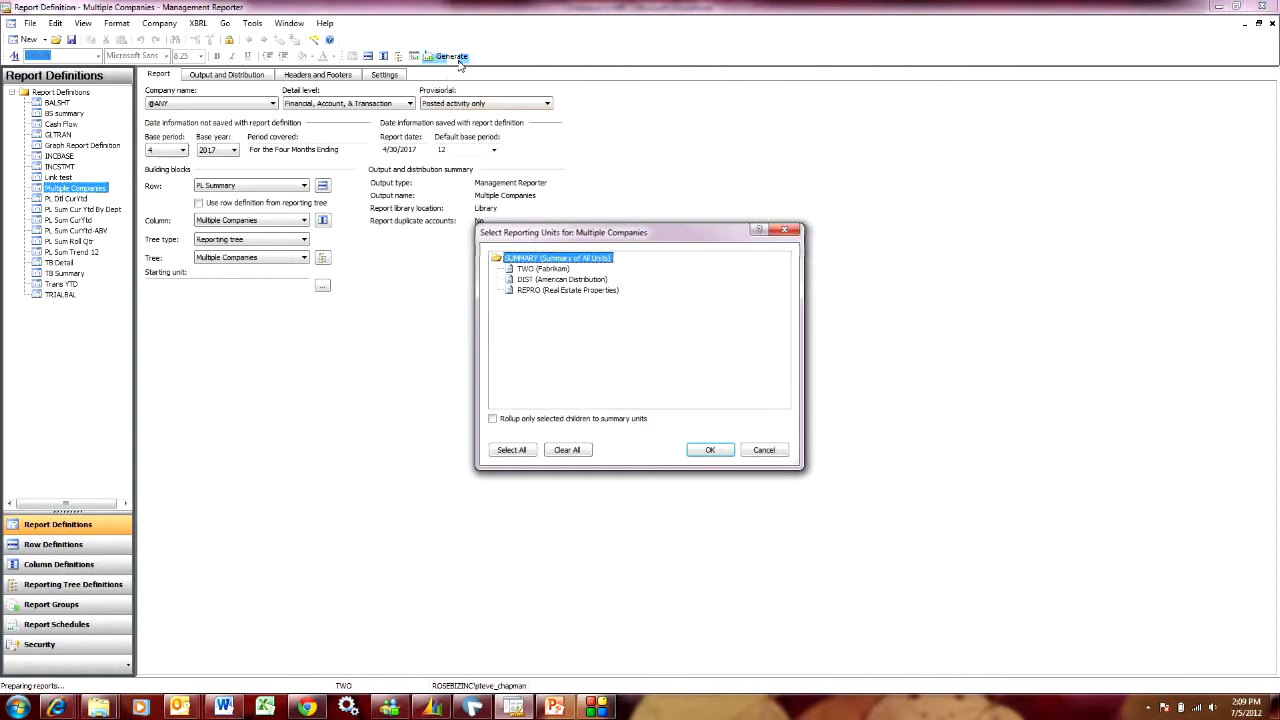 Report Definition - Multiple Companies - Management Reporter
File Edit View Format Company XBRL Go Tools Window Help
New
Default Microsoft Sans 8.25 B I U A Generate
Report Definitions
Report Definitions
BALSHT
BS summary
Cash Flow
GLTRAN
Graph Report Definition
INCBASE
INCSTMT
Link test
Multiple Companies
PL Dtl CurYtd
PL Sum Cur Ytd By Dept
PL Sum CurYtd
PL Sum CurYtd-ABV
PL Sum Roll Qtr
PL Sum Trend 12
TB Detail
TB Summary
Trans YTD
TRIALBAL
Report Definitions
Row Definitions
Column Definitions
Reporting Tree Definitions
Report Groups
Report Schedules
Security
Report Output and Distribution Headers and Footers Settings
Company name: Detail level: Provisional:
@ANY Financial, Account, & Transaction Posted activity only
Date information not saved with report definition Date information saved with report definition
Base period: Base year: Period covered: Report date: Default base period:
4 2017 For the Four Months Ending 4/30/2017 12
Building blocks Output and distribution summary
Row: PL Summary Output type: Management Reporter
Use row definition from reporting tree Output name: Multiple Companies
Report library location: Library
Column: Multiple Companies Report duplicate accounts: No
Tree type: Reporting tree
Tree: Multiple Companies
Starting unit: ...
Select Reporting Units for: Multiple Companies
SUMMARY (Summary of All Units)
TWO (Fabrikam)
DIST (American Distribution)
REPRO (Real Estate Properties)
Rollup only selected children to summary units
Select All Clear All OK Cancel
Preparing reports... TWO ROSEBIZINC\steve_chapman
2:09 PM
7/5/2012